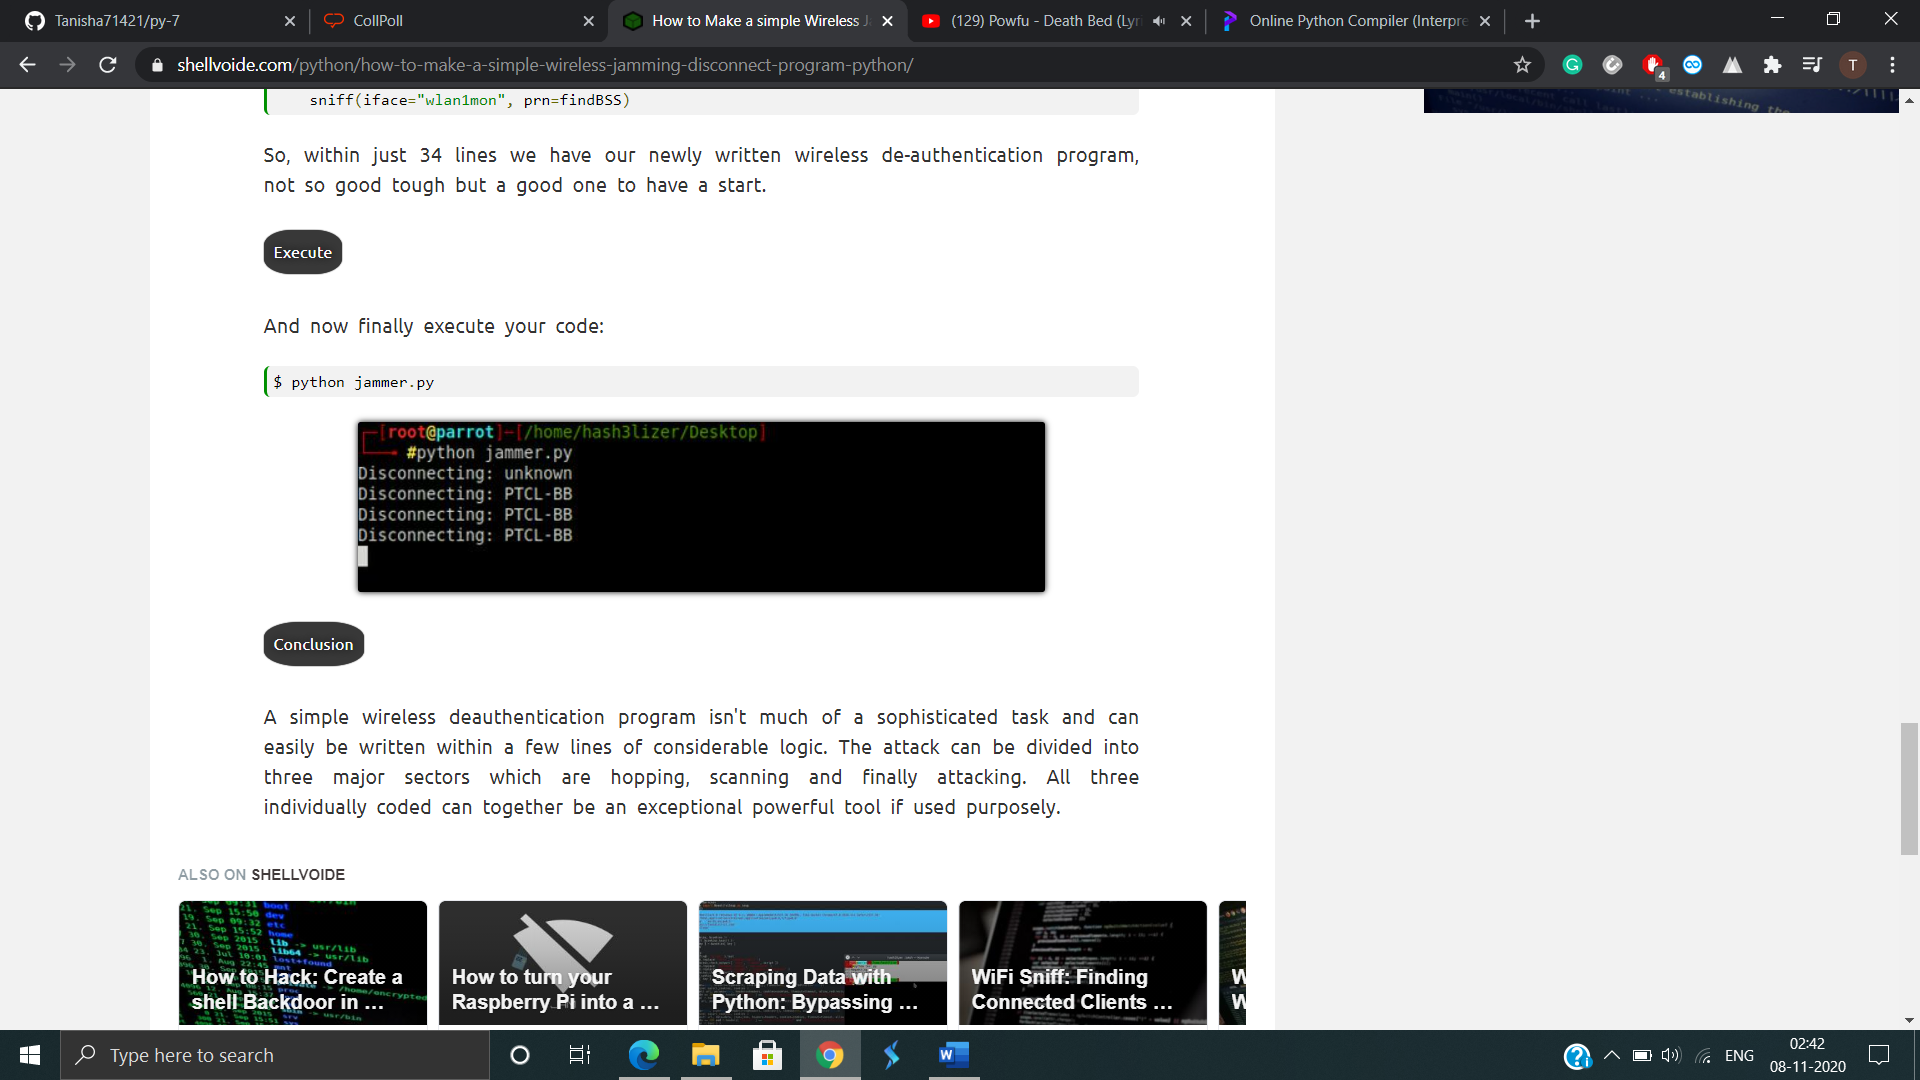 Tanisha71421/py-7
CollPoll
How to Make a simple Wireless J
(129) Powfu - Death Bed (Lyri
Online Python Compiler (Interpre
shellvoide.com/python/how-to-make-a-simple-wireless-jamming-disconnect-program-python/
4
T
sniff(iface="wlan1mon", prn=findBSS)
establishing the
So, within just 34 lines we have our newly written wireless de-authentication program,
not so good tough but a good one to have a start.
Execute
And now finally execute your code:
$ python jammer.py
[root@parrot]-[/home/hash3lizer/Desktop]
#python jammer.py
Disconnecting: unknown
Disconnecting: PTCL-BB
Disconnecting: PTCL-BB
Disconnecting: PTCL-BB
Conclusion
A simple wireless deauthentication program isn't much of a sophisticated task and can
easily be written within a few lines of considerable logic. The attack can be divided into
three major sectors which are hopping, scanning and finally attacking. All three
individually coded can together be an exceptional powerful tool if used purposely.
ALSO ON SHELLVOIDE
How to Hack: Create a
shell Backdoor in ...
How to turn your
Raspberry Pi into a ...
Scraping Data with
Python: Bypassing ...
WiFi Sniff: Finding
Connected Clients ...
W
W
Type here to search
ENG
02:42
08-11-2020